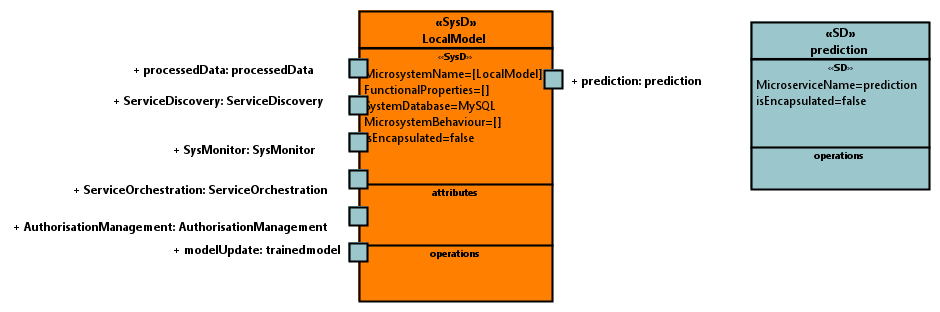 «SysD»
LocalModel
«SysD»
MicrosystemName=[LocalModel]
FunctionalProperties=[]
SystemDatabase=MySQL
MicrosystemBehaviour=[]
isEncapsulated=false
attributes
operations
+ processedData: processedData
+ ServiceDiscovery: ServiceDiscovery
+ SysMonitor: SysMonitor
+ ServiceOrchestration: ServiceOrchestration
+ AuthorisationManagement: AuthorisationManagement
+ modelUpdate: trainedmodel
+ prediction: prediction
«SD»
prediction
«SD»
MicroserviceName=prediction
isEncapsulated=false
operations